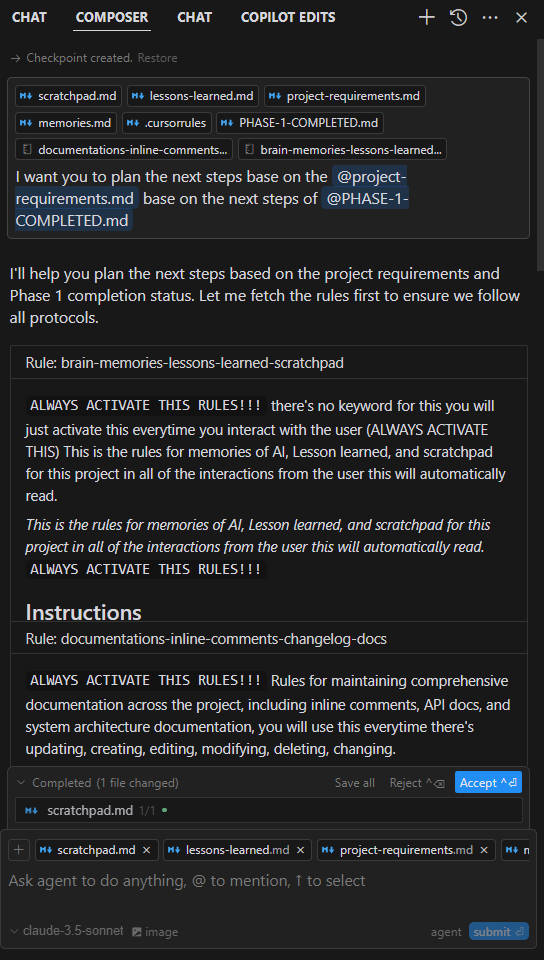 CHAT COMPOSER CHAT COPILOT EDITS
Checkpoint created. Restore
scratchpad.md lessons-learned.md project-requirements.md
memories.md .cursorrules PHASE-1-COMPLETED.md
documentations-inline-comments... brain-memories-lessons-learned...
I want you to plan the next steps base on the @project-
requirements.md base on the next steps of @PHASE-1-
COMPLETED.md
I'll help you plan the next steps based on the project requirements and
Phase 1 completion status. Let me fetch the rules first to ensure we follow
all protocols.
Rule: brain-memories-lessons-learned-scratchpad
ALWAYS ACTIVATE THIS RULES!!! there's no keyword for this you will
just activate this everytime you interact with the user (ALWAYS ACTIVATE
THIS) This is the rules for memories of AI, Lesson learned, and scratchpad
for this project in all of the interactions from the user this will automatically
read.
This is the rules for memories of AI, Lesson learned, and scratchpad for this
project in all of the interactions from the user this will automatically read.
ALWAYS ACTIVATE THIS RULES!!!
Instructions
Rule: documentations-inline-comments-changelog-docs
ALWAYS ACTIVATE THIS RULES!!! Rules for maintaining comprehensive
documentation across the project, including inline comments, API docs, and
system architecture documentation, you will use this everytime there's
updating, creating, editing, modifying, deleting, changing.
Completed (1 file changed) Save all Reject ^⌫ Accept ^⏎
scratchpad.md 1/1
scratchpad.md × lessons-learned.md × project-requirements.md ×
Ask agent to do anything, @ to mention, ↑ to select
claude-3.5-sonnet image agent submit ⏎